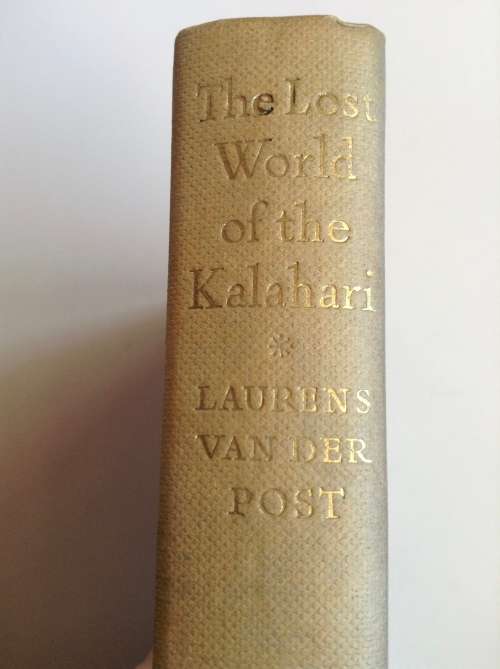 The Lost
World
of the
Kalahari
*
LAURENS
VAN DER
POST